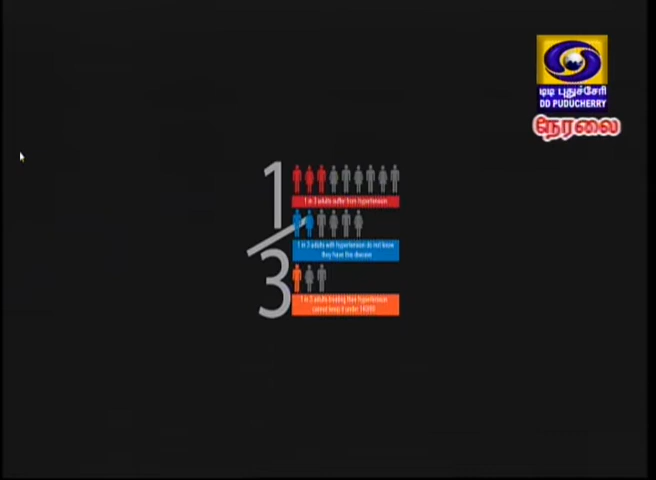 டிடி புதுச்சேரி
DD PUDUCHERRY
நேரலை
1
1 in 3 adults suffer from hypertension
1 in 3 adults with hypertension do not know
they have this disease
3
1 in 3 adults treating their hypertension
cannot keep it under 140/90